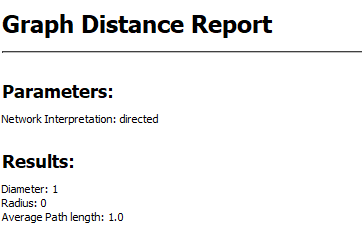 Graph Distance Report
Parameters:
Network Interpretation: directed
Results:
Diameter: 1
Radius: 0
Average Path length: 1.0